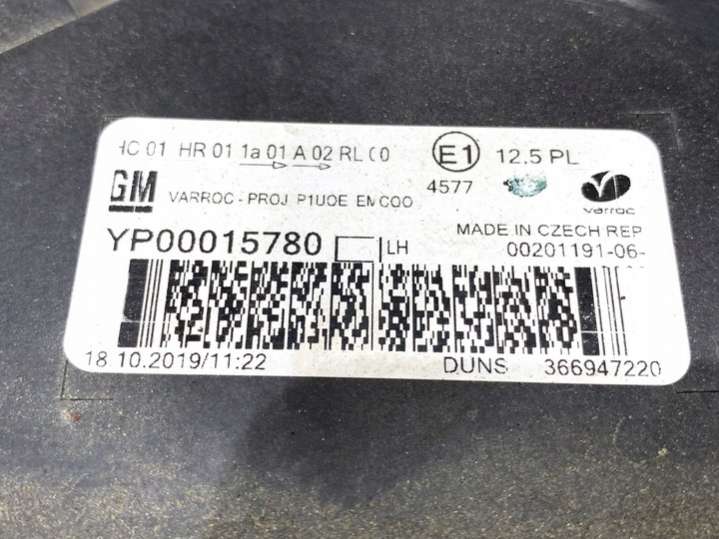 HC 01 HR 01 1a 01 A 02 RL 00 E1 12.5 PL
4577
GM VARROC - PROJ P1UOE EMCOO varroc
YP00015780 LH MADE IN CZECH REP
00201191-06-
18 10.2019/11:22 DUNS 366947220